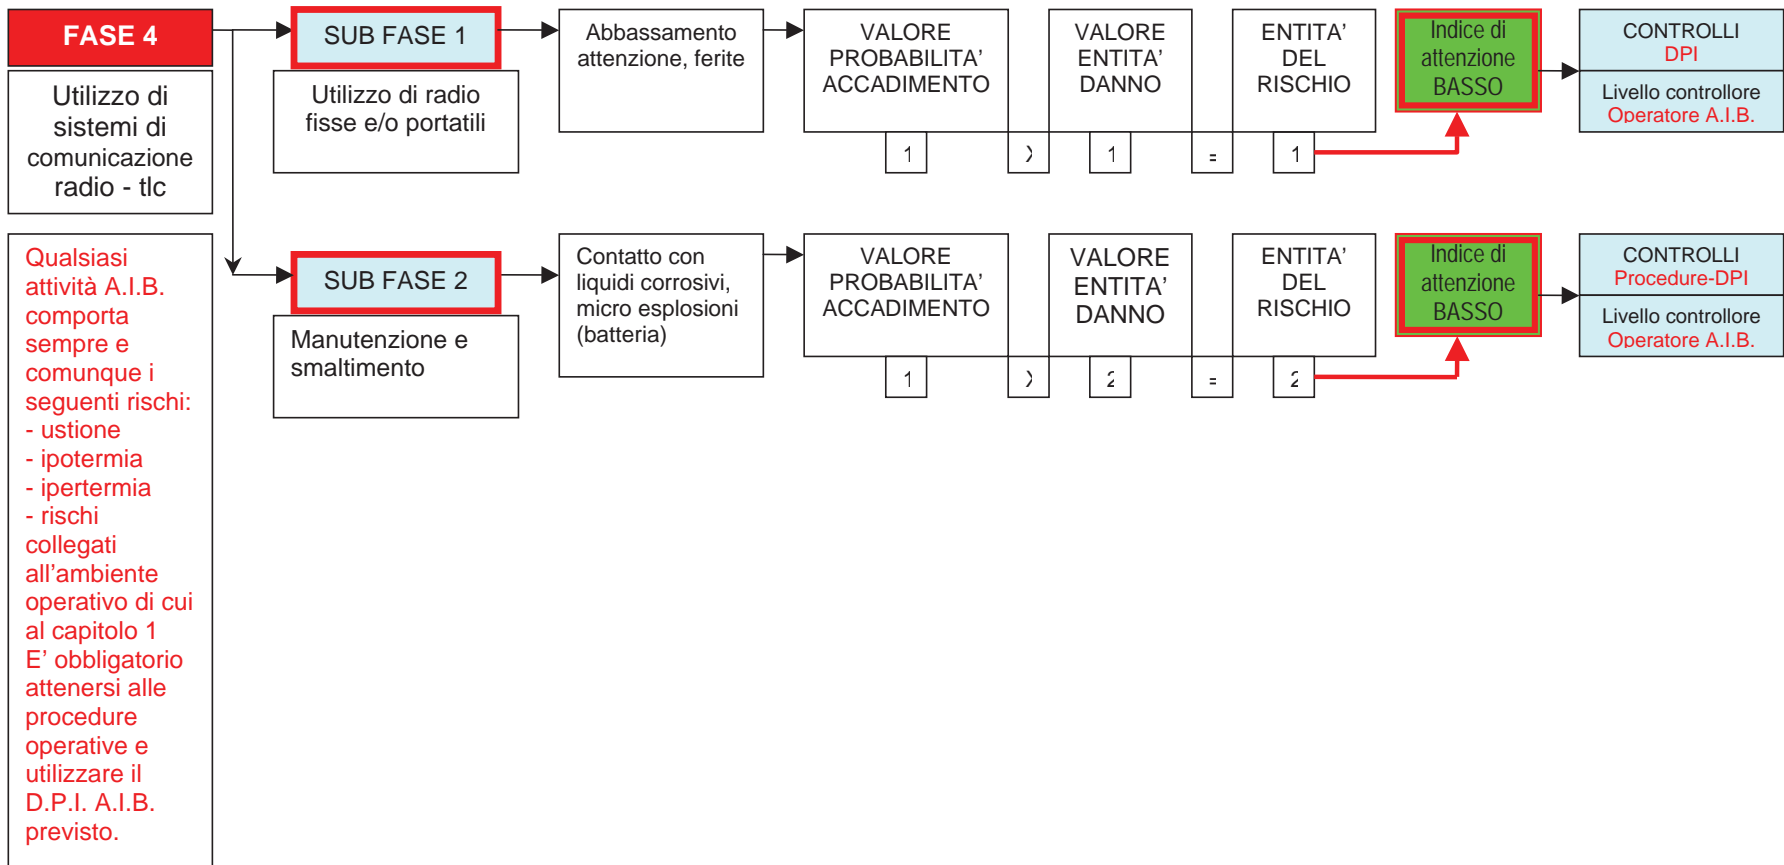 FASE 4
Utilizzo di
sistemi di
comunicazione
radio - tlc
SUB FASE 1
Utilizzo di radio
fisse e/o portatili
Abbassamento
attenzione, ferite
VALORE
PROBABILITA’
ACCADIMENTO
VALORE
ENTITA’
DANNO
ENTITA’
DEL
RISCHIO
1
X
1
=
1
Indice di
attenzione
BASSO
CONTROLLI
DPI
Livello controllore
Operatore A.I.B.
Qualsiasi
attività A.I.B.
comporta
sempre e
comunque i
seguenti rischi:
- ustione
- ipotermia
- ipertermia
- rischi
collegati
all’ambiente
operativo di cui
al capitolo 1
E’ obbligatorio
attenersi alle
procedure
operative e
utilizzare il
D.P.I. A.I.B.
previsto.
SUB FASE 2
Manutenzione e
smaltimento
Contatto con
liquidi corrosivi,
micro esplosioni
(batteria)
VALORE
PROBABILITA’
ACCADIMENTO
VALORE
ENTITA’
DANNO
ENTITA’
DEL
RISCHIO
1
X
2
=
2
Indice di
attenzione
BASSO
CONTROLLI
Procedure-DPI
Livello controllore
Operatore A.I.B.